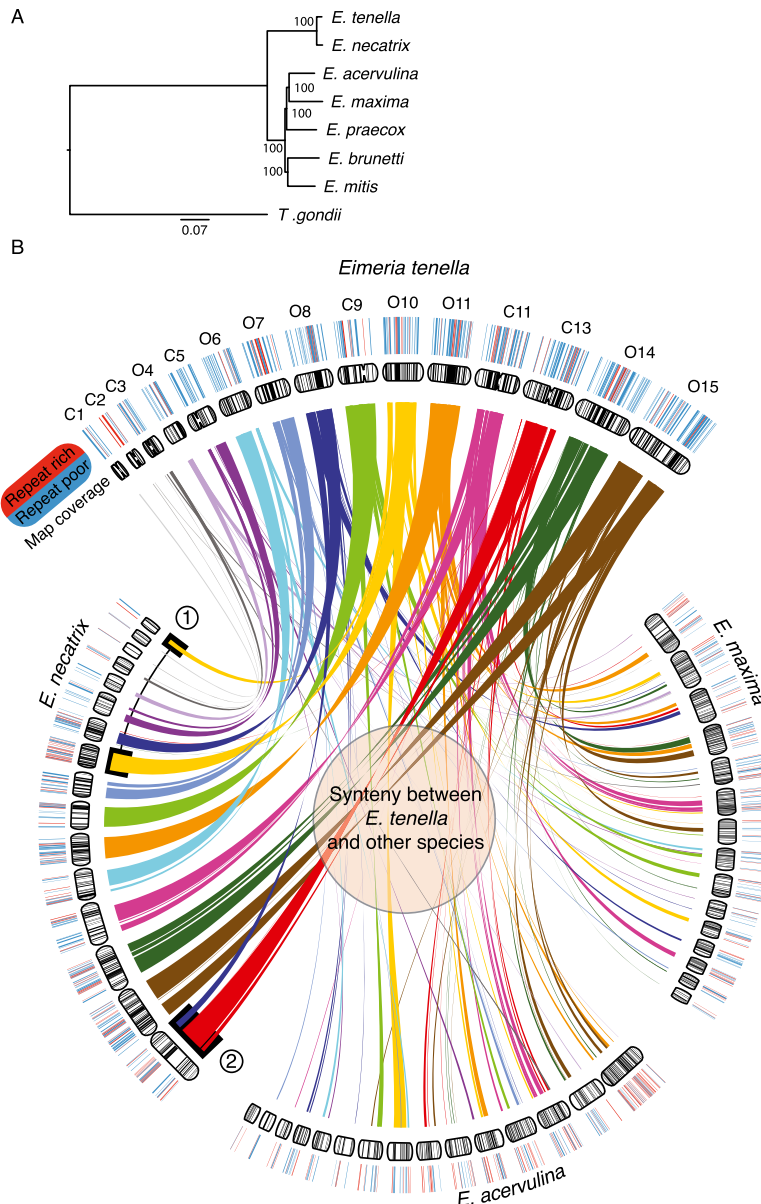 A
100
E. tenella
E. necatrix
E. acervulina
100
E. maxima
100
E. praecox
100
E. brunetti
100
E. mitis
T .gondii
0.07
B
Eimeria tenella
C1
C2
C3
O4
C5
O6
O7
O8
C9
O10
O11
C11
C13
O14
O15
Repeat rich
Repeat poor
Map coverage
1
E. necatrix
E. maxima
Synteny between
E. tenella
and other species
2
E. acervulina